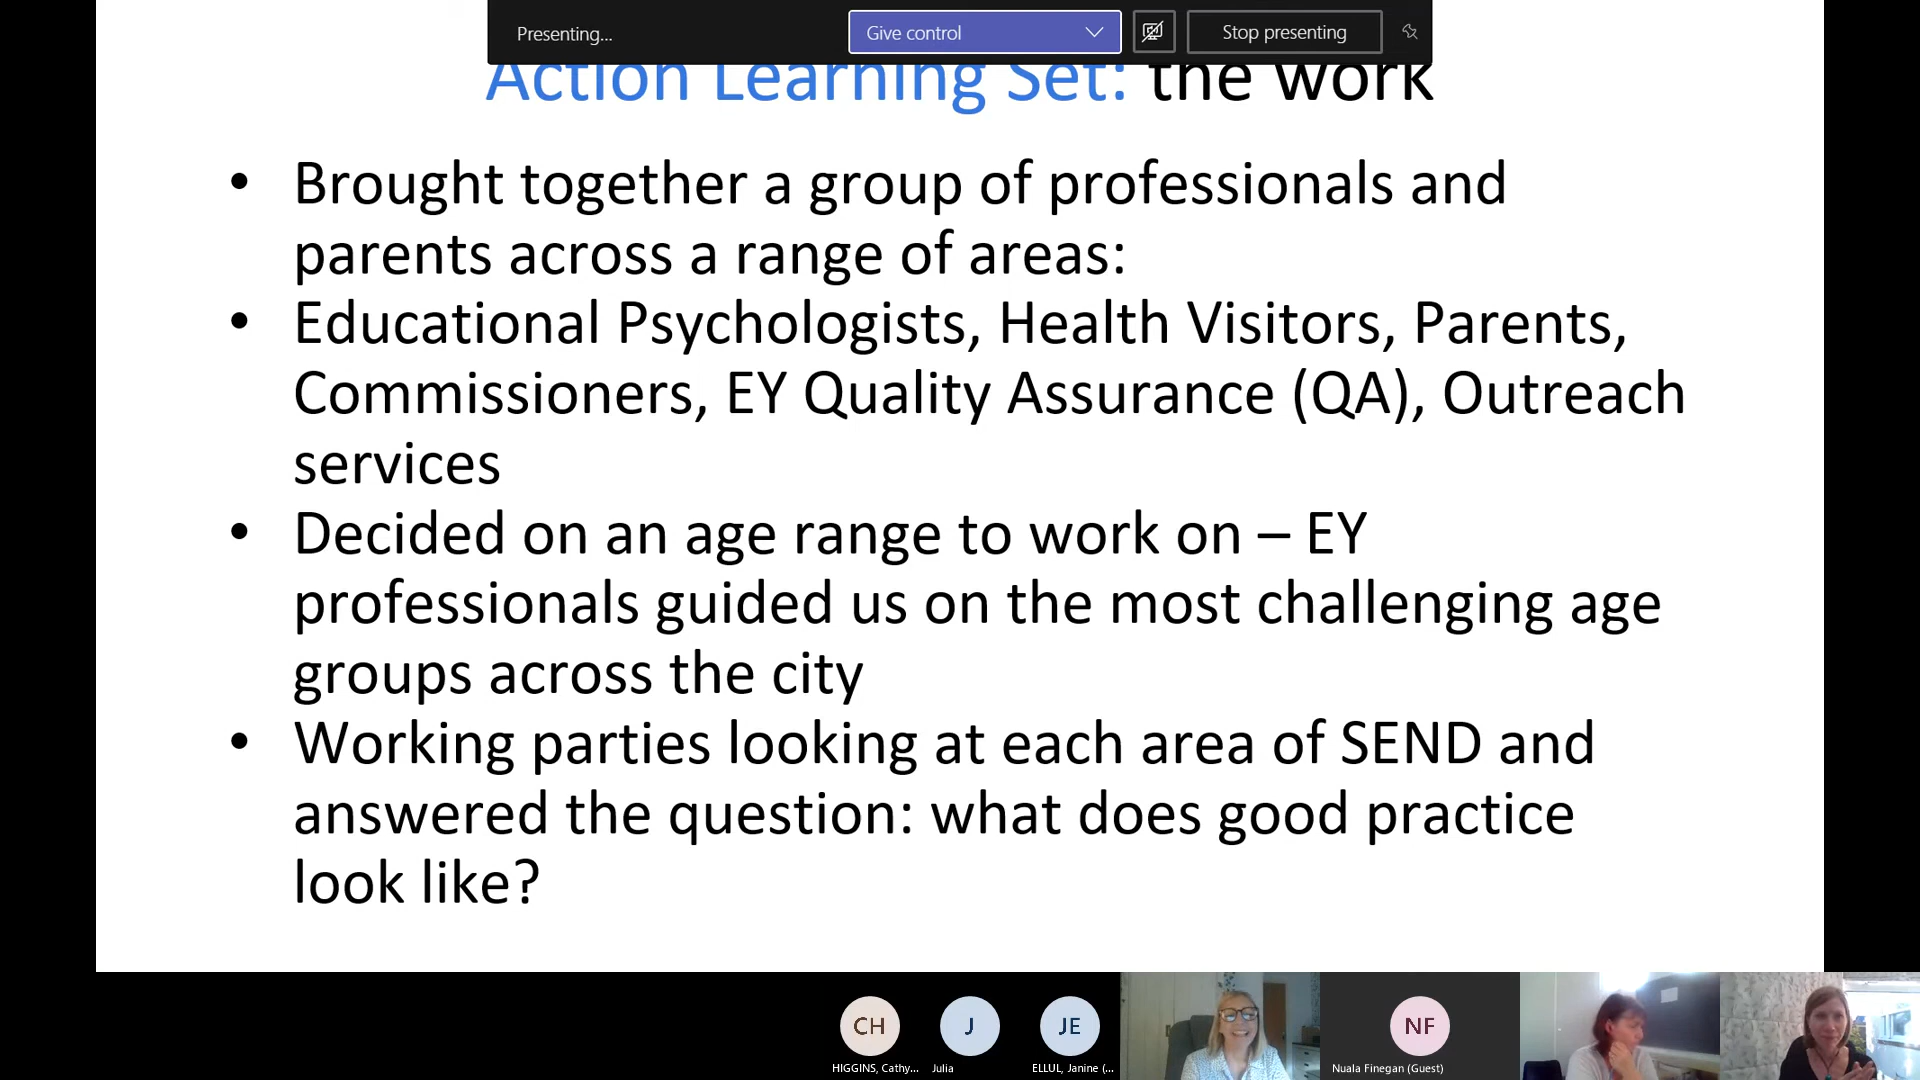 Presenting...
Give control
Stop presenting
Action Learning Set: the work
• Brought together a group of professionals and
parents across a range of areas:
• Educational Psychologists, Health Visitors, Parents,
Commissioners, EY Quality Assurance (QA), Outreach
services
• Decided on an age range to work on – EY
professionals guided us on the most challenging age
groups across the city
• Working parties looking at each area of SEND and
answered the question: what does good practice
look like?
CH
J
JE
NF
HIGGINS, Cathy...
Julia
ELLUL, Janine (...
Nuala Finegan (Guest)